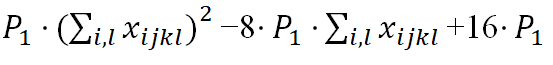 P₁ · (∑ᵢ,ₗ xᵢⱼₖₗ)² −8· P₁ · ∑ᵢ,ₗ xᵢⱼₖₗ +16· P₁